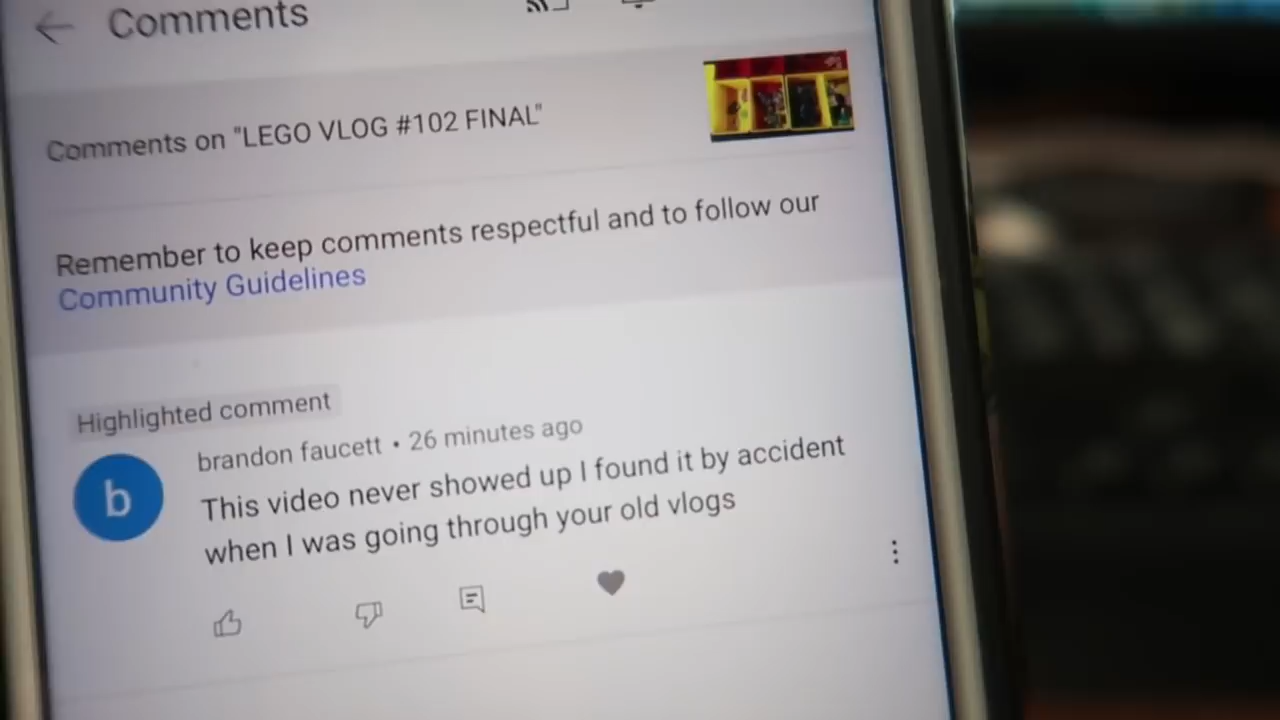 Comments
Comments on "LEGO VLOG #102 FINAL"
Remember to keep comments respectful and to follow our
Community Guidelines
Highlighted comment
brandon faucett • 26 minutes ago
b
This video never showed up I found it by accident
when I was going through your old vlogs